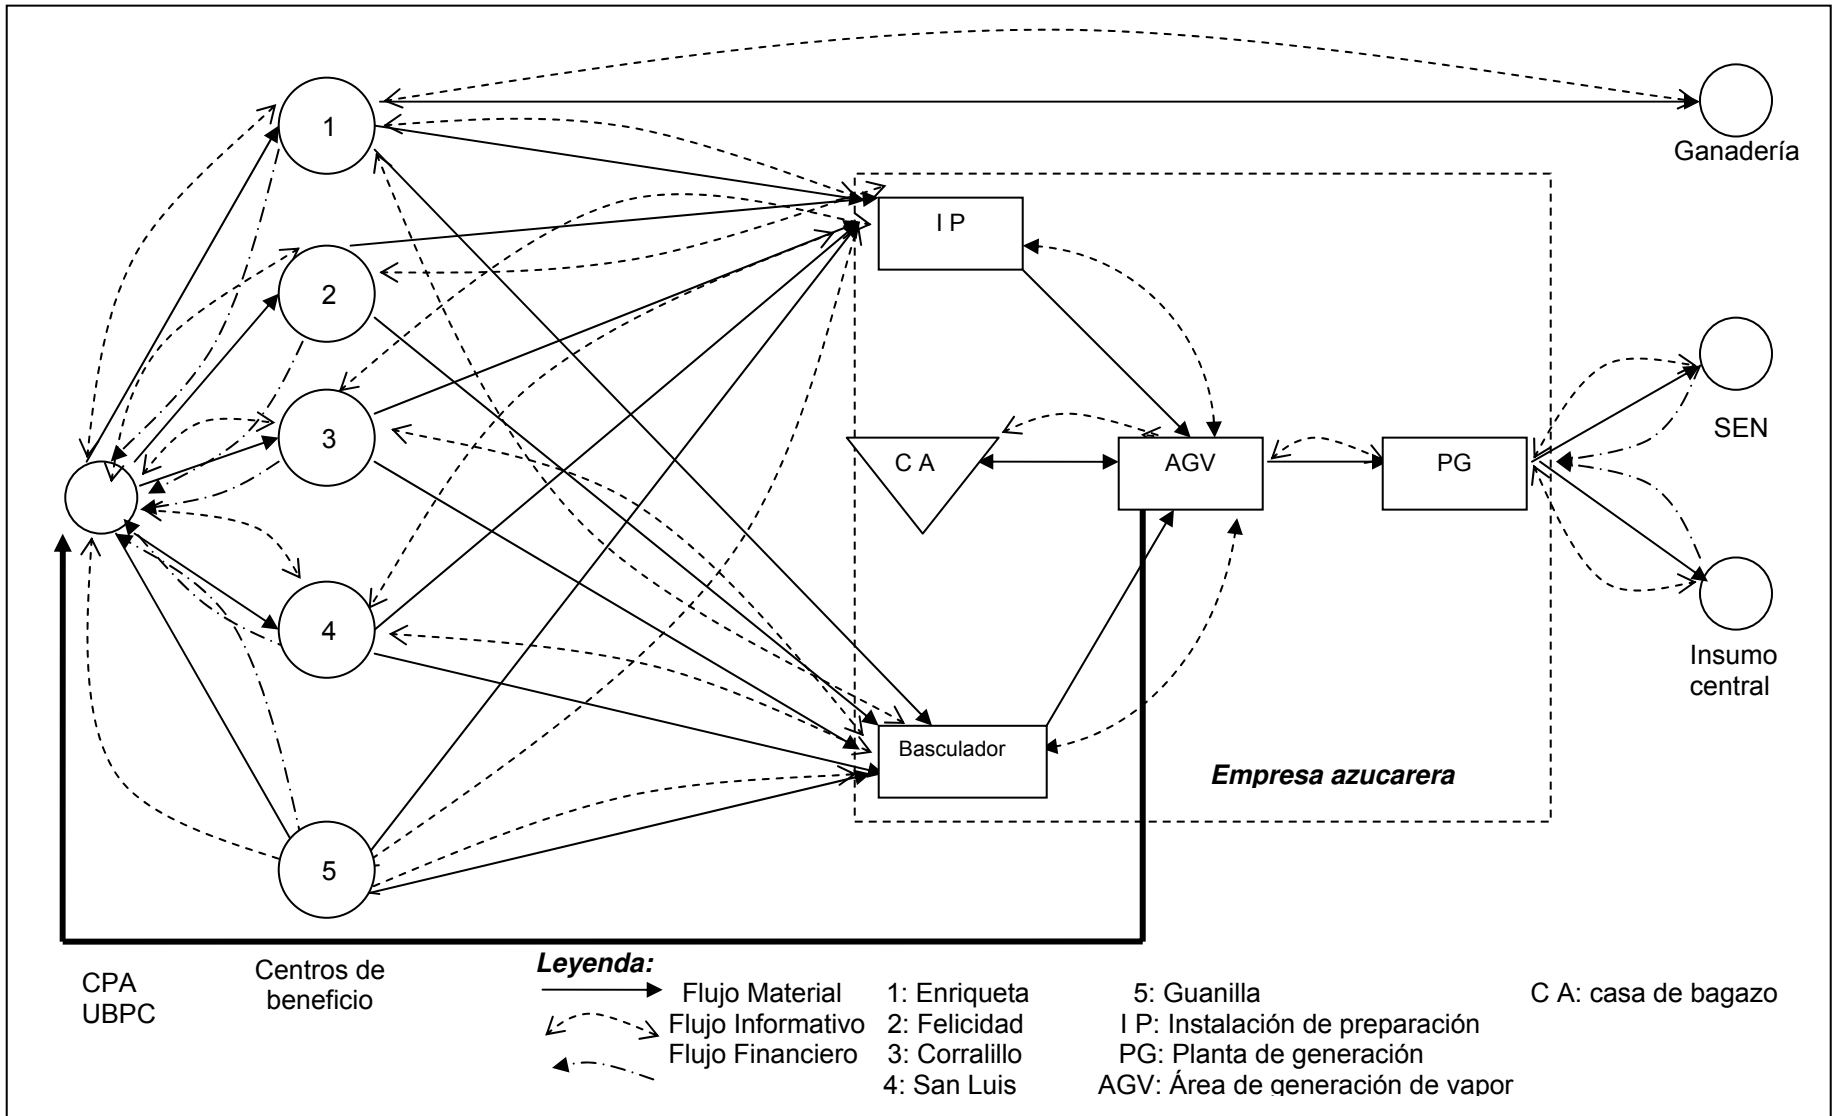 1
Ganadería
I P
2
3
SEN
C A
AGV
PG
4
Insumo
central
Basculador
Empresa azucarera
5
CPA
UBPC
Centros de
beneficio
Leyenda:
Flujo Material
Flujo Informativo
Flujo Financiero
1: Enriqueta
2: Felicidad
3: Corralillo
4: San Luis
5: Guanilla
I P: Instalación de preparación
PG: Planta de generación
AGV: Área de generación de vapor
C A: casa de bagazo